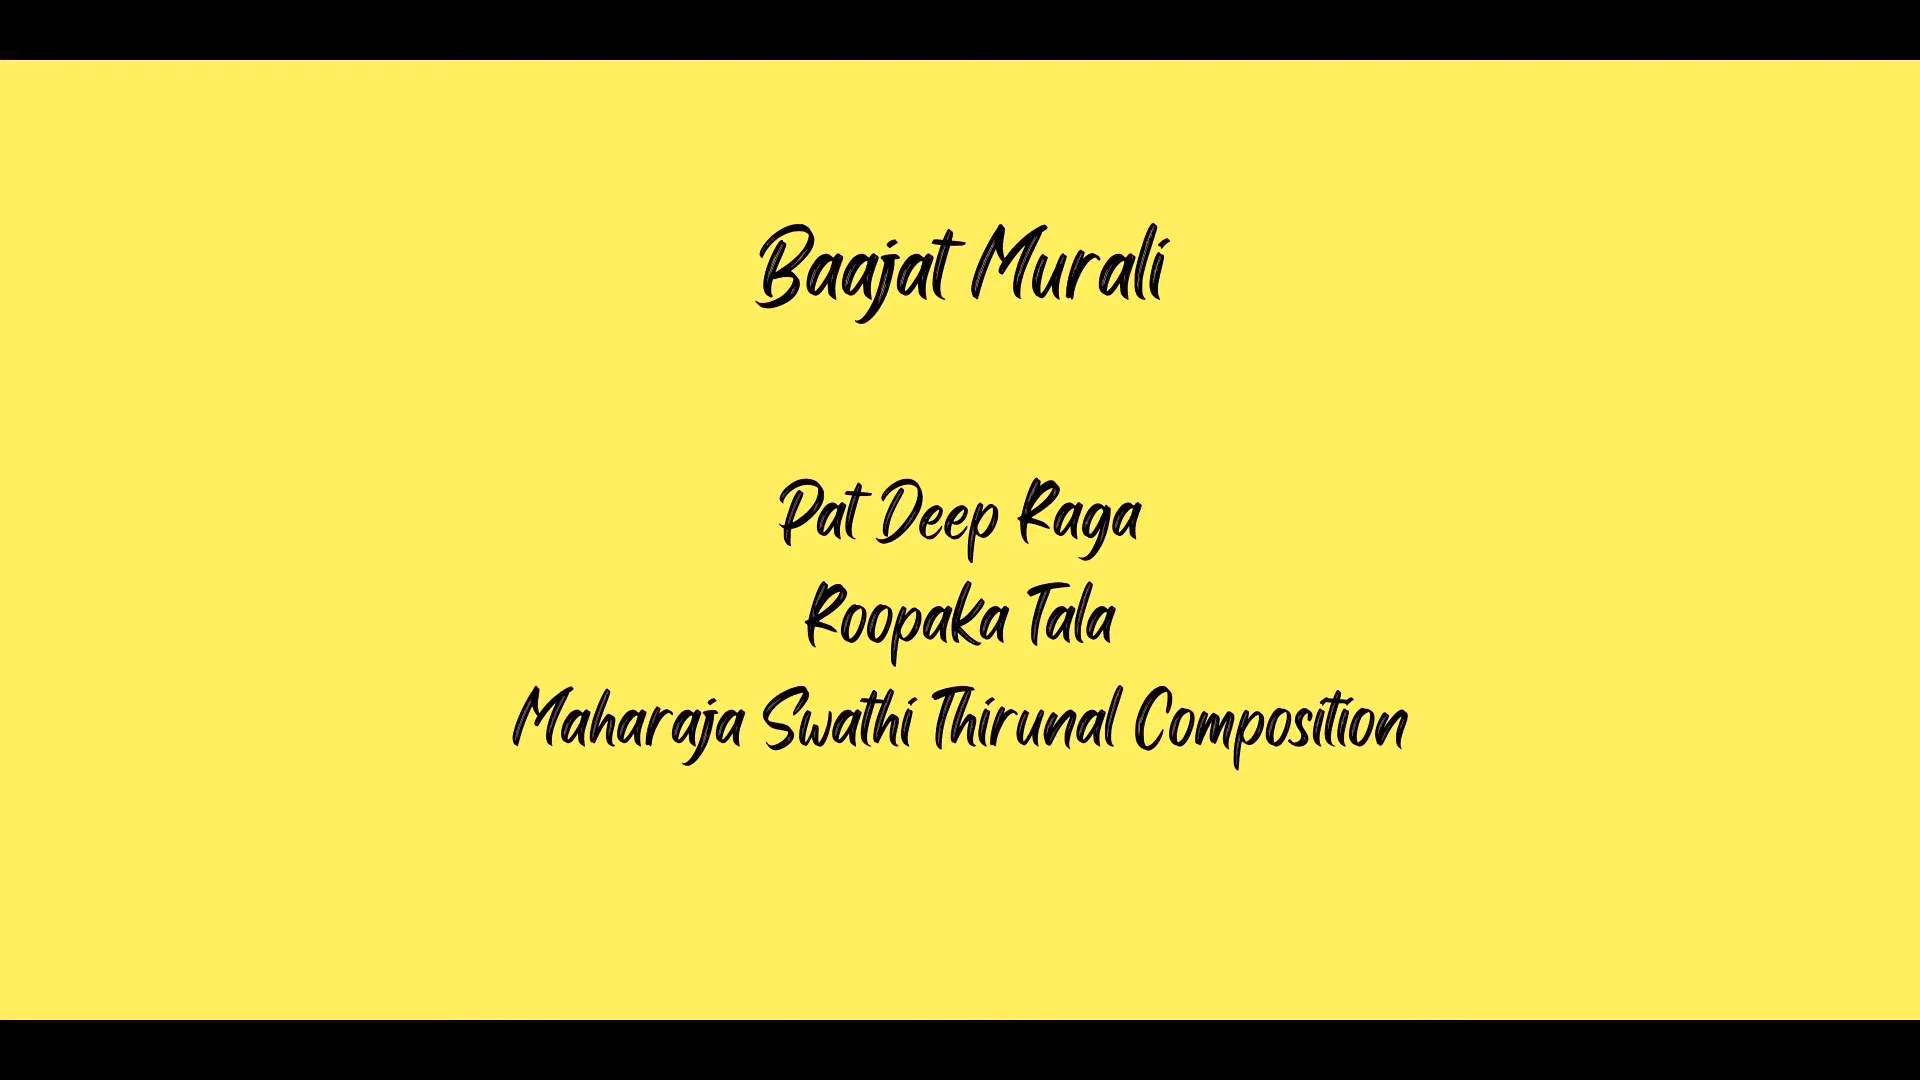 Baajat Murali
Pat Deep Raga
Roopaka Tala
Maharaja Swathi Thirunal Composition